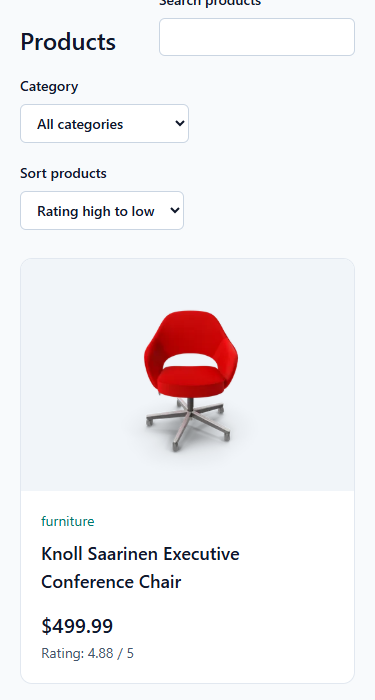 Search products
Products
Category
All categories
Sort products
Rating high to low
furniture
Knoll Saarinen Executive
Conference Chair
$499.99
Rating: 4.88 / 5